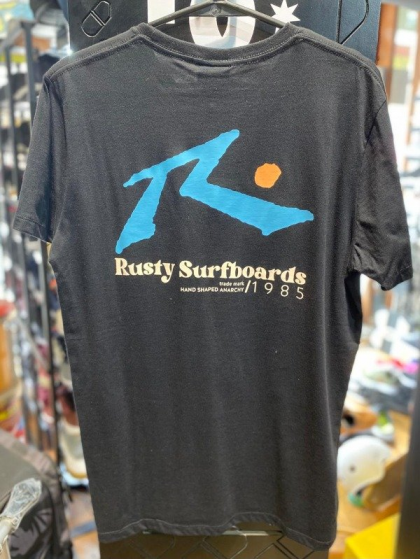 Rusty Surfboards
trade mark
HAND SHAPED ANARCHY/1985